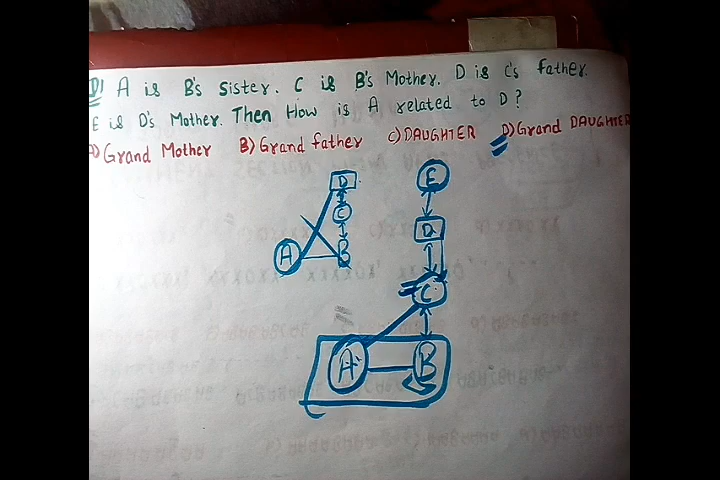 D) A is B's Sister. C is B's Mother. D is C's father.
E is D's Mother. Then How is A related to D?
A) Grand Mother B) Grand father C) DAUGHTER D) Grand DAUGHTER
E
D
D
C
A
B
C
A
B